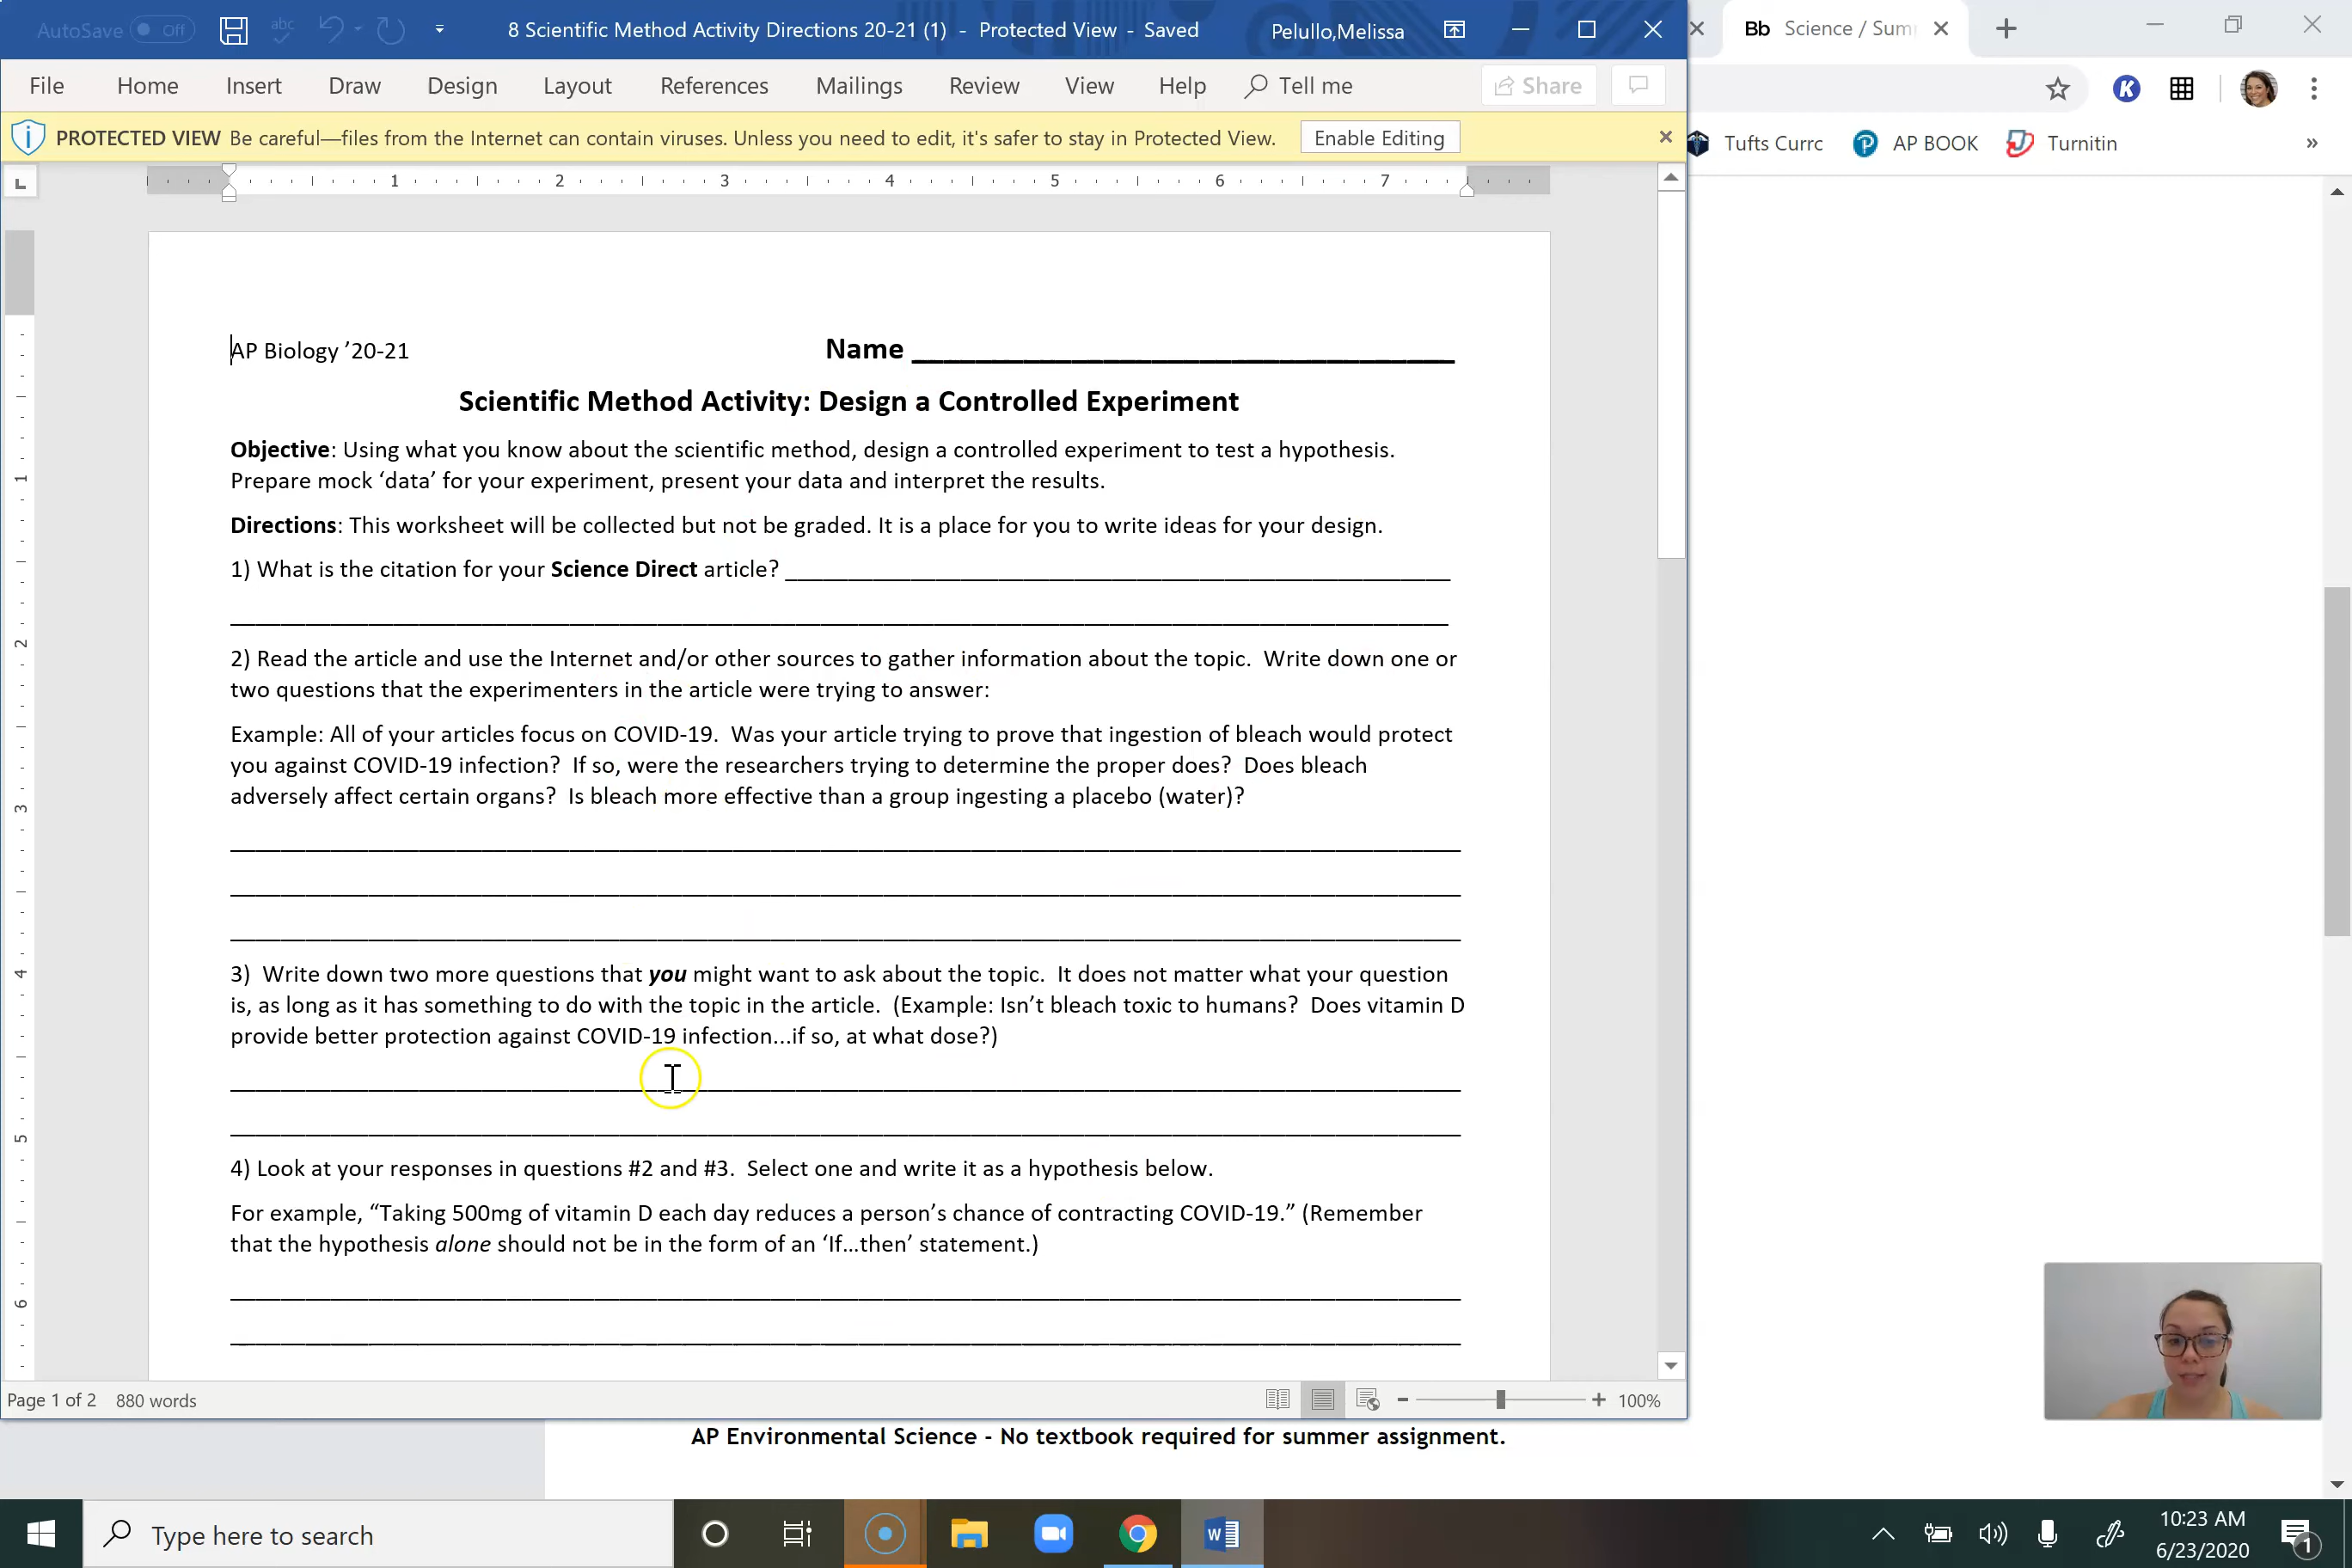 AutoSave Off abc 8 Scientific Method Activity Directions 20-21 (1) - Protected View - Saved Pelullo,Melissa
Bb Science / Sum
File Home Insert Draw Design Layout References Mailings Review View Help Tell me Share
K
PROTECTED VIEW Be careful—files from the Internet can contain viruses. Unless you need to edit, it's safer to stay in Protected View. Enable Editing
Tufts Currc AP BOOK Turnitin »
1 2 3 4 5 6 7
AP Biology ’20-21 Name ______________________________
Scientific Method Activity: Design a Controlled Experiment
Objective: Using what you know about the scientific method, design a controlled experiment to test a hypothesis.
Prepare mock ‘data’ for your experiment, present your data and interpret the results.
Directions: This worksheet will be collected but not be graded. It is a place for you to write ideas for your design.
1) What is the citation for your Science Direct article?
2) Read the article and use the Internet and/or other sources to gather information about the topic. Write down one or
two questions that the experimenters in the article were trying to answer:
Example: All of your articles focus on COVID-19. Was your article trying to prove that ingestion of bleach would protect
you against COVID-19 infection? If so, were the researchers trying to determine the proper does? Does bleach
adversely affect certain organs? Is bleach more effective than a group ingesting a placebo (water)?
3) Write down two more questions that you might want to ask about the topic. It does not matter what your question
is, as long as it has something to do with the topic in the article. (Example: Isn’t bleach toxic to humans? Does vitamin D
provide better protection against COVID-19 infection...if so, at what dose?)
4) Look at your responses in questions #2 and #3. Select one and write it as a hypothesis below.
For example, “Taking 500mg of vitamin D each day reduces a person’s chance of contracting COVID-19.” (Remember
that the hypothesis alone should not be in the form of an ‘If…then’ statement.)
1
2
3
4
5
6
Page 1 of 2 880 words 100%
AP Environmental Science - No textbook required for summer assignment.
Type here to search
10:23 AM
6/23/2020
1